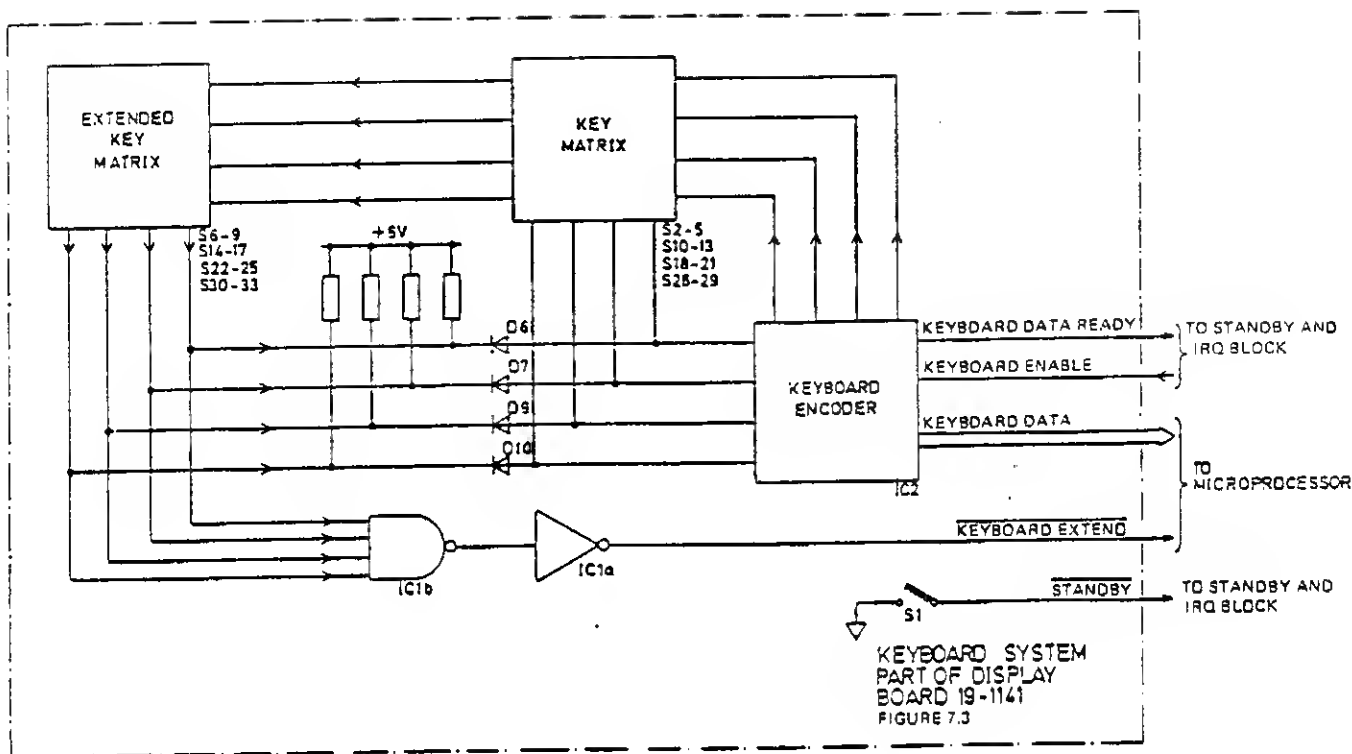 EXTENDED
KEY
MATRIX
KEY
MATRIX
S6-9
S14-17
S22-25
S30-33
+5V
S2-5
S10-13
S18-21
S26-29
D6
D7
D9
D10
KEYBOARD
ENCODER
IC2
KEYBOARD DATA READY
KEYBOARD ENABLE
TO STANDBY AND
IRQ BLOCK
KEYBOARD DATA
TO
MICROPROCESSOR
KEYBOARD EXTEND
IC1b
IC1a
STANDBY
S1
TO STANDBY AND
IRQ BLOCK
KEYBOARD SYSTEM
PART OF DISPLAY
BOARD 19-1141
FIGURE 7.3